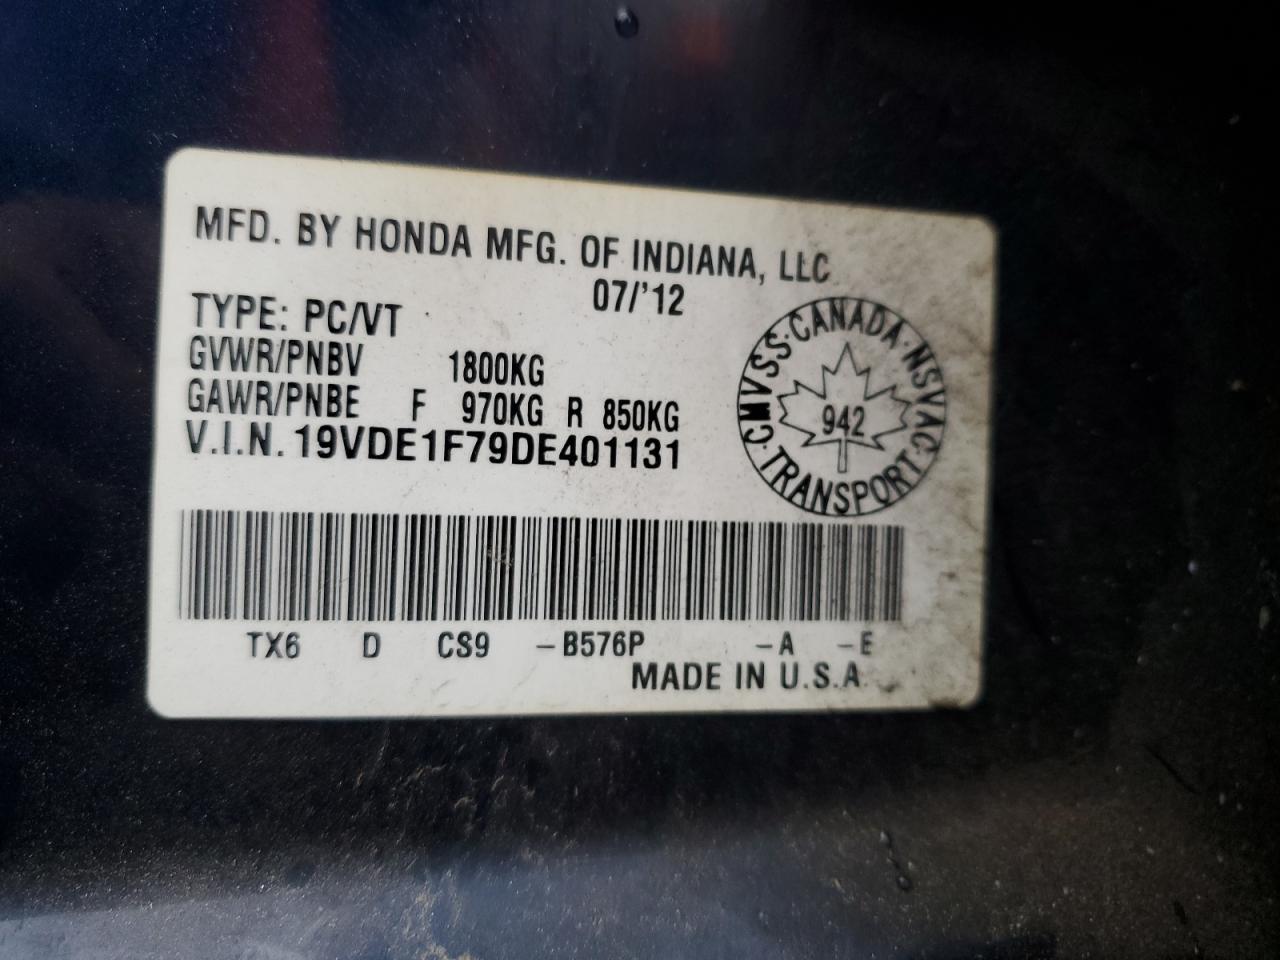 MFD. BY HONDA MFG. OF INDIANA, LLC
07/'12
TYPE: PC/VT
GVWR/PNBV 1800KG
GAWR/PNBE F 970KG R 850KG
V.I.N. 19VDE1F79DE401131
CMVSS·CANADA·NSVAC·TRANSPORT·
942
TX6 D CS9 -B576P -A -E
MADE IN U.S.A.